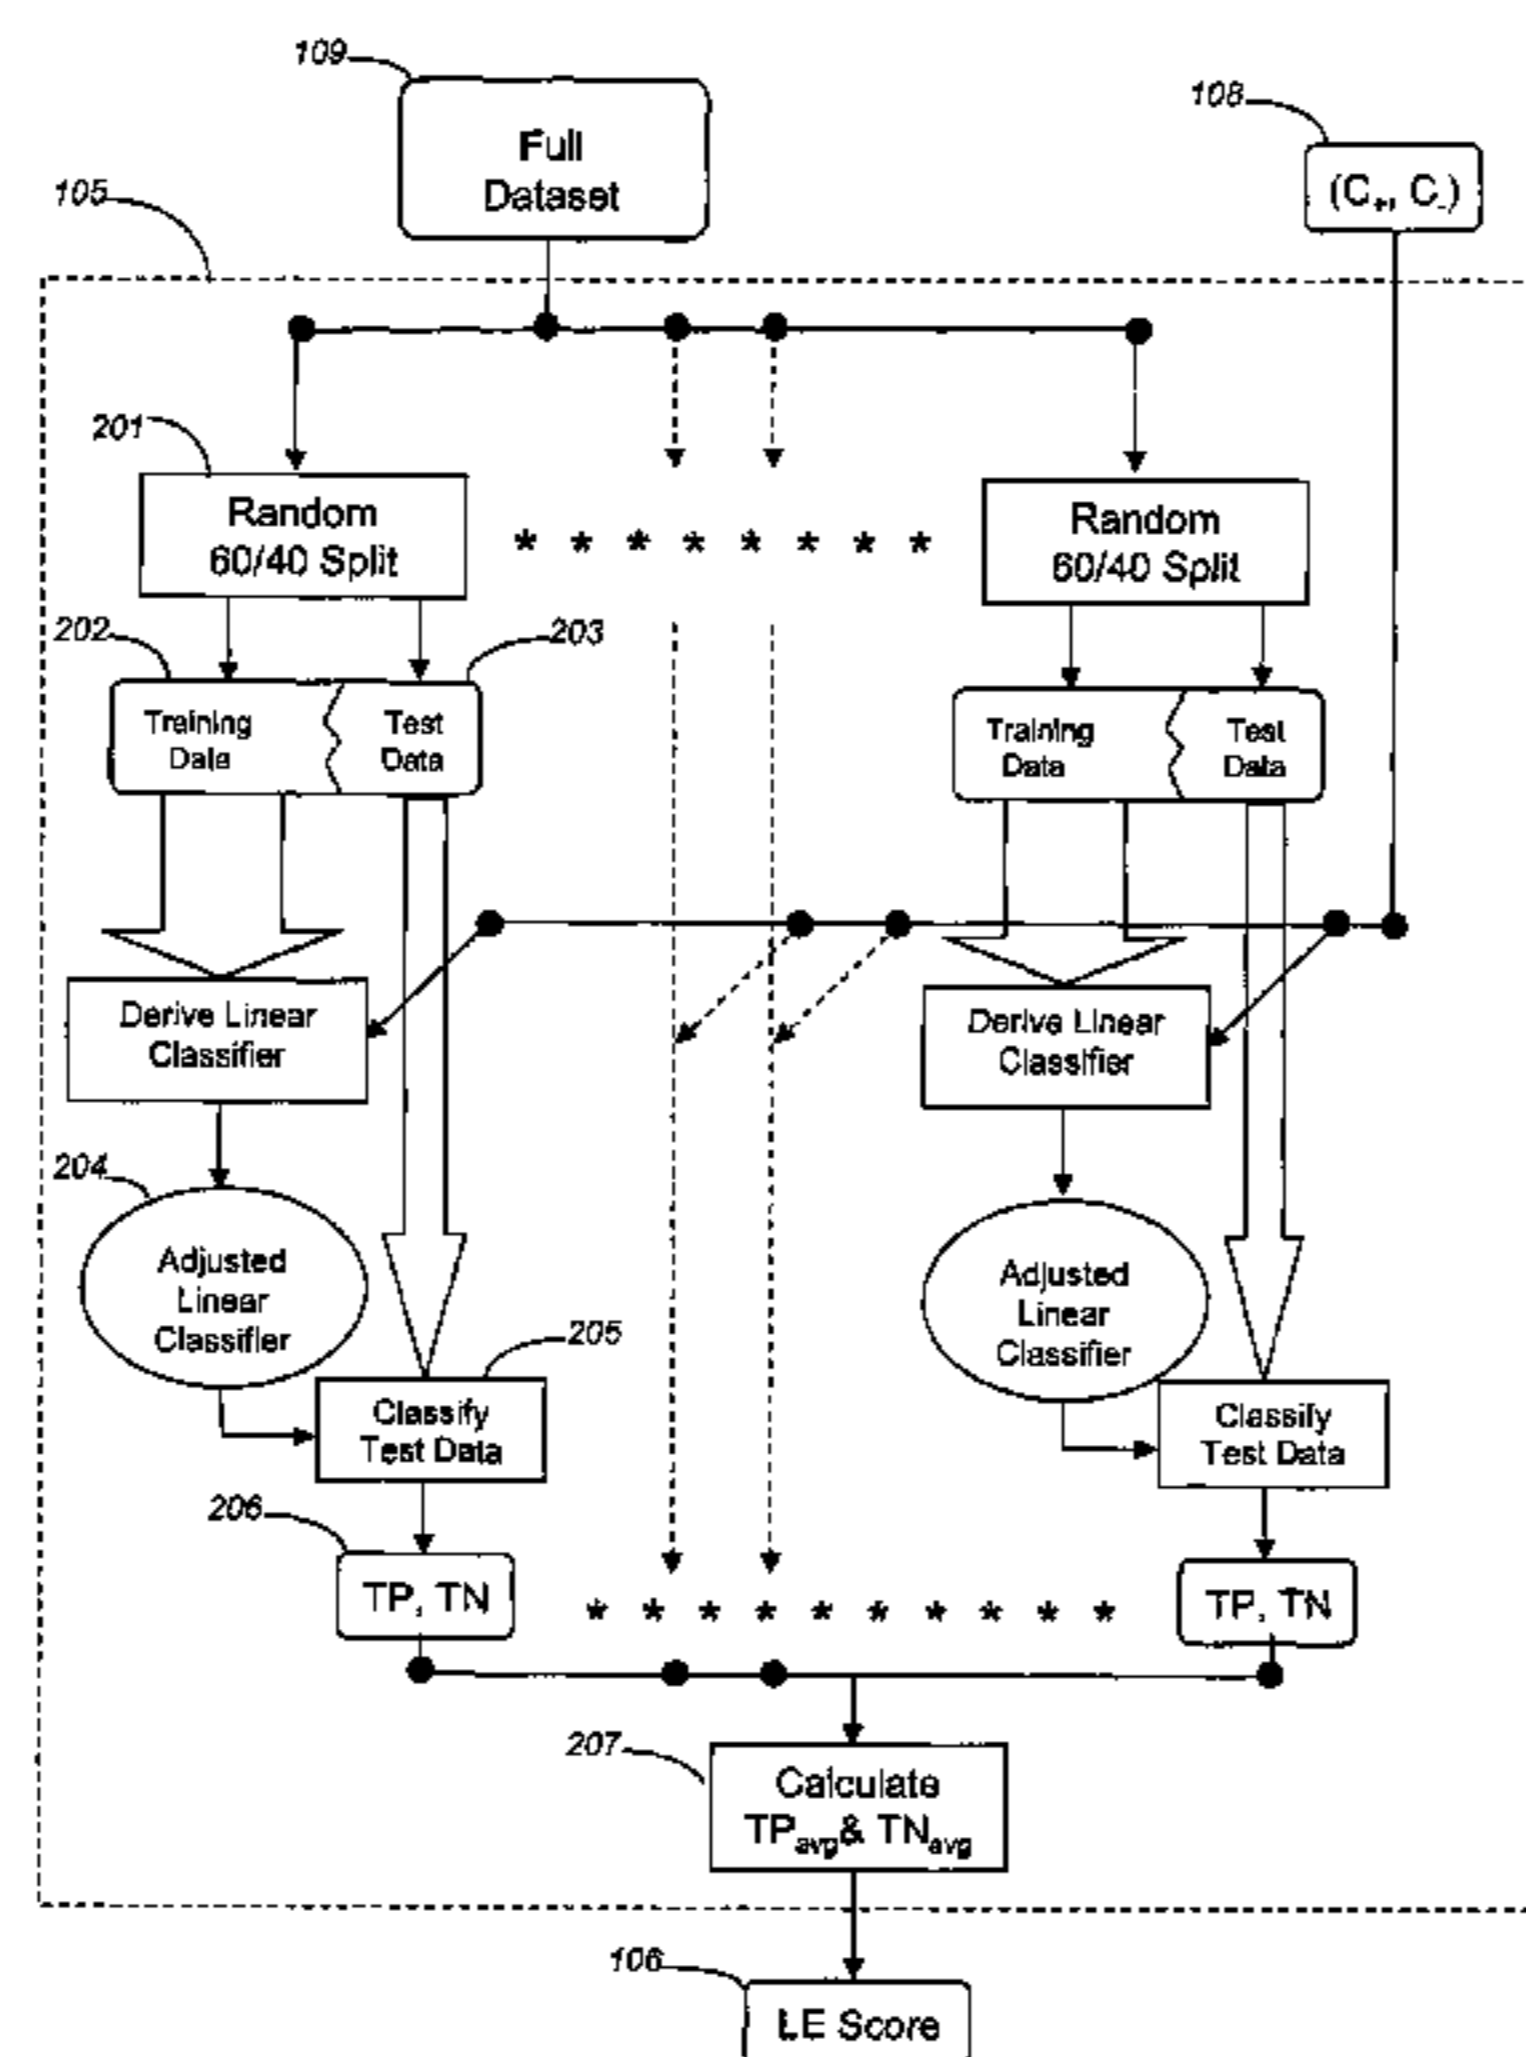 109
Full
Dataset
108
(C+, C-)
105
201
Random
60/40 Split
* * * * * * * *
Random
60/40 Split
202
203
Training
Data
Test
Data
Training
Data
Test
Data
Derive Linear
Classifier
Derive Linear
Classifier
204
Adjusted
Linear
Classifier
Adjusted
Linear
Classifier
205
Classify
Test Data
Classify
Test Data
206
TP, TN
* * * * * * * * * *
TP, TN
207
Calculate
TPavg& TNavg
106
LE Score